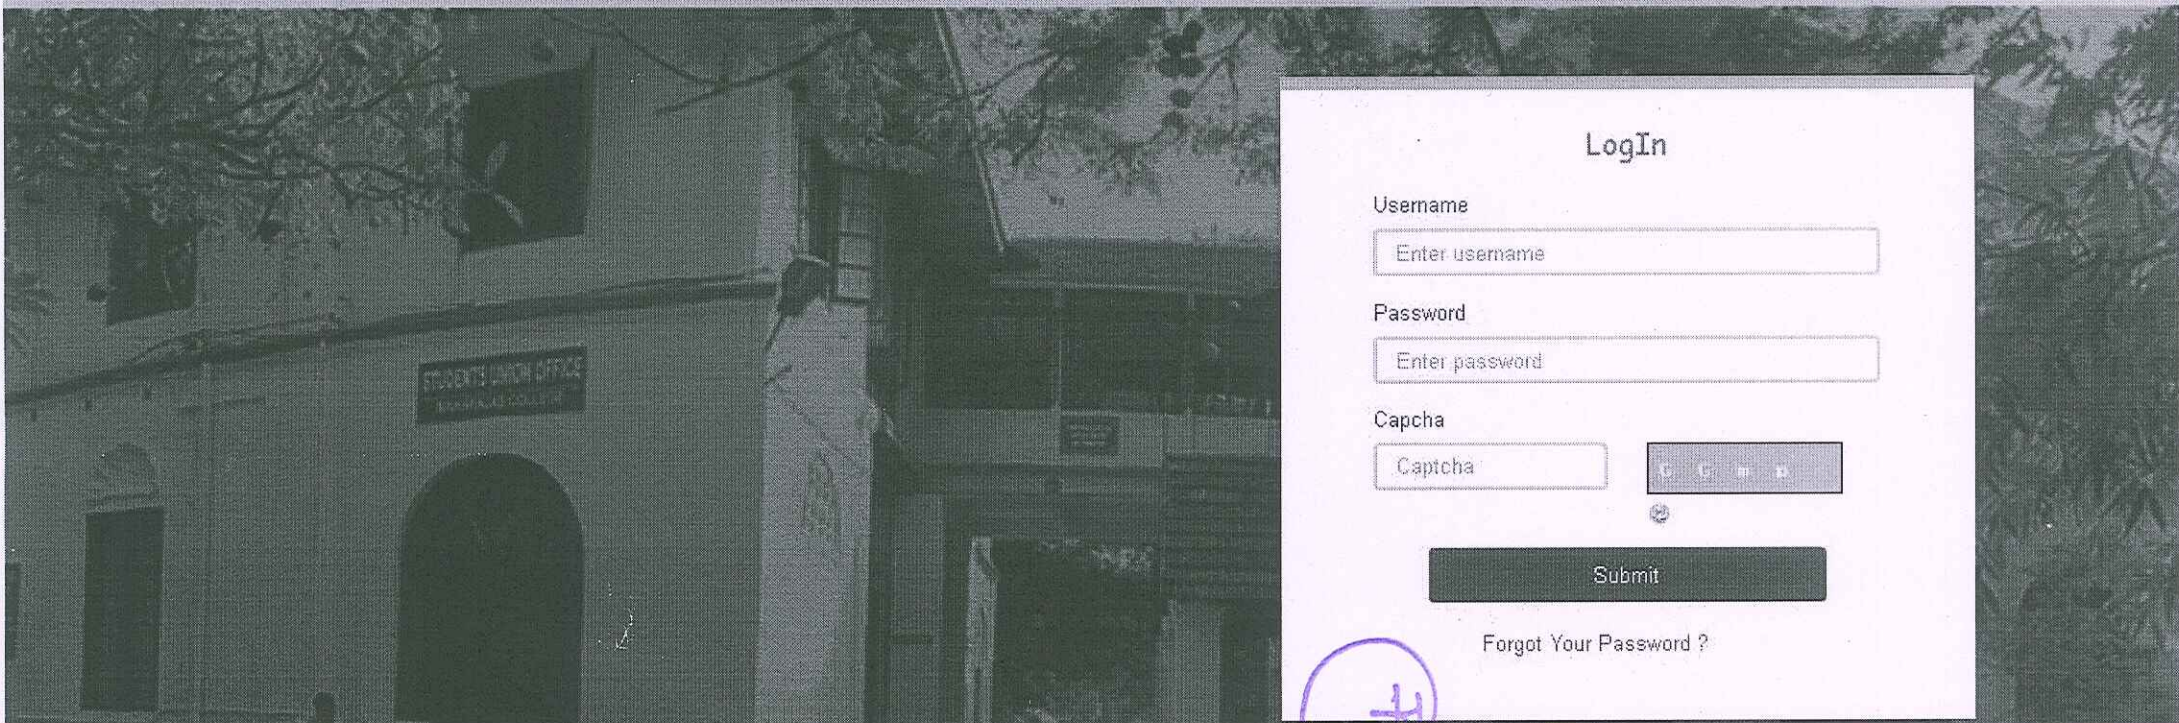 STUDENTS UNION OFFICE
LogIn
Username
Enter username
Password
Enter password
Capcha
Captcha
Submit
Forgot Your Password ?